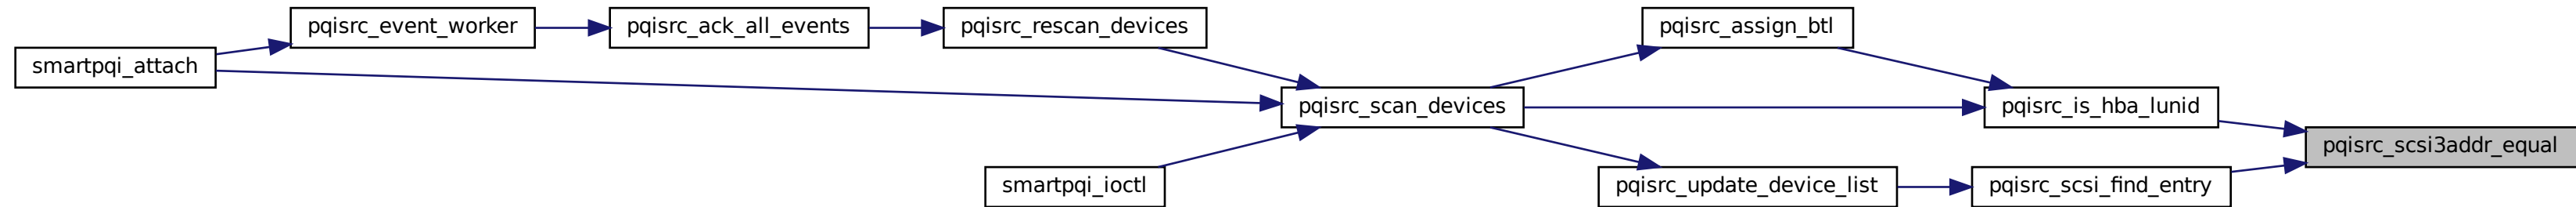 pqisrc_event_worker
pqisrc_ack_all_events
pqisrc_rescan_devices
pqisrc_assign_btl
smartpqi_attach
pqisrc_scan_devices
pqisrc_is_hba_lunid
pqisrc_scsi3addr_equal
smartpqi_ioctl
pqisrc_update_device_list
pqisrc_scsi_find_entry